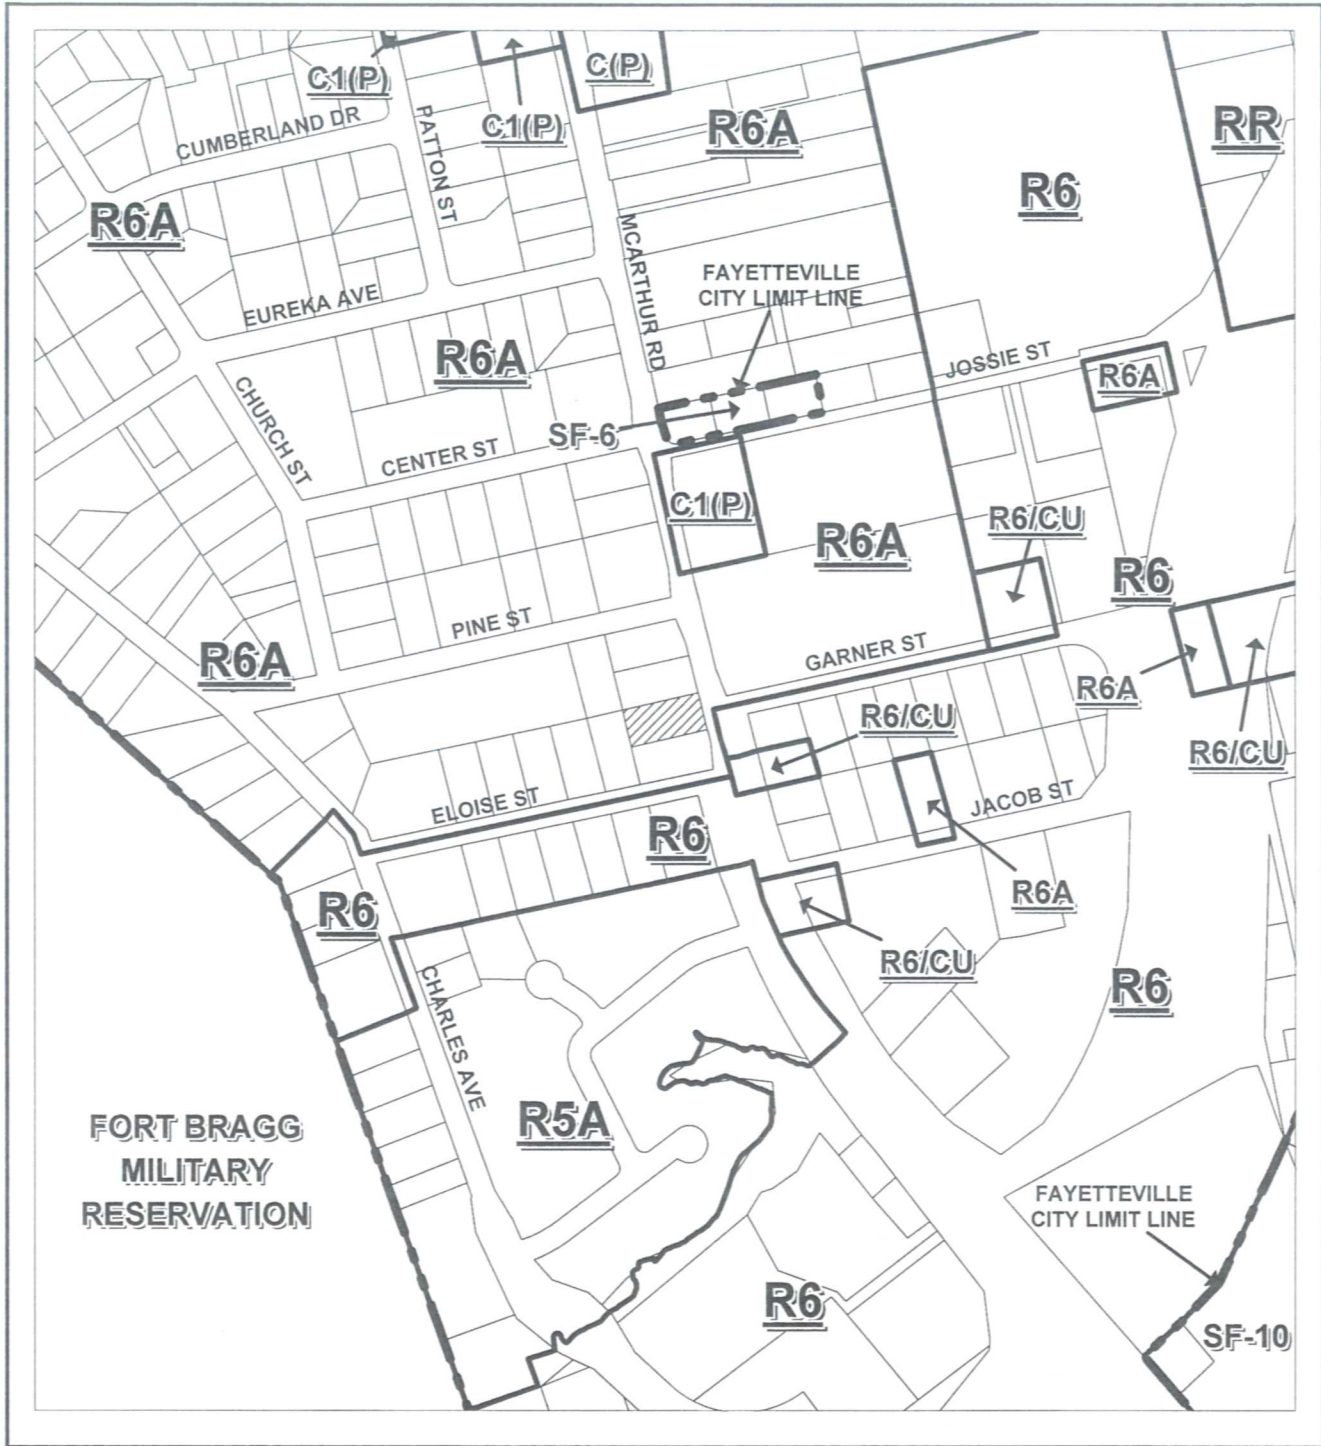 C1(P)
C1(P)
C(P)
CUMBERLAND DR
PATTON ST
R6A
RR
R6
R6A
MCARTHUR RD
FAYETTEVILLE
CITY LIMIT LINE
EUREKA AVE
R6A
JOSSIE ST
R6A
CHURCH ST
SF-6
CENTER ST
C1(P)
R6A
R6/CU
R6
PINE ST
R6A
GARNER ST
R6A
R6/CU
R6/CU
ELOISE ST
JACOB ST
R6
R6A
R6
R6/CU
R6
CHARLES AVE
FORT BRAGG
MILITARY
RESERVATION
R5A
FAYETTEVILLE
CITY LIMIT LINE
R6
SF-10